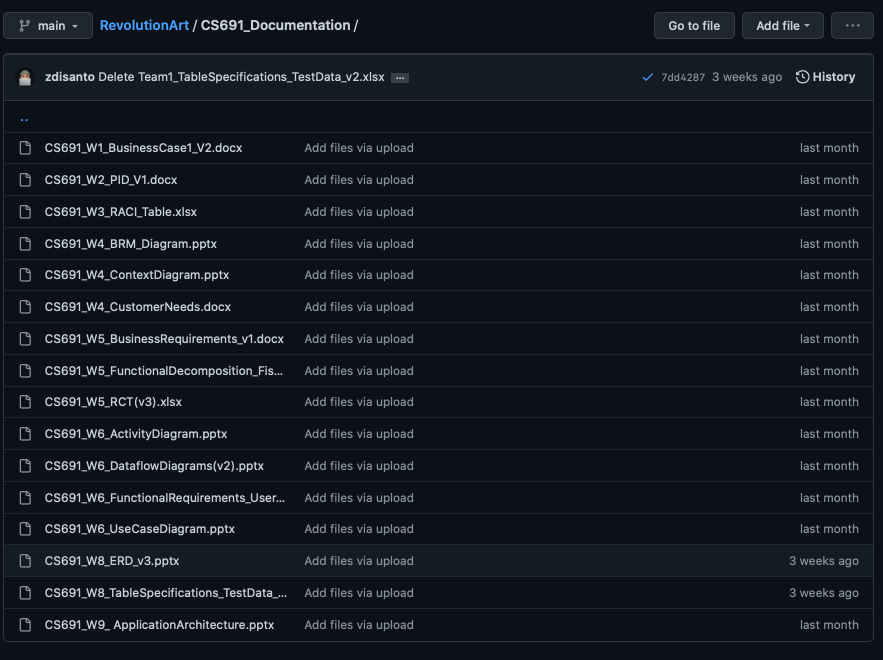 main RevolutionArt / CS691_Documentation / Go to file Add file ...
zdisanto Delete Team1_TableSpecifications_TestData_v2.xlsx ... 7dd4287 3 weeks ago History
..
CS691_W1_BusinessCase1_V2.docx Add files via upload last month
CS691_W2_PID_V1.docx Add files via upload last month
CS691_W3_RACI_Table.xlsx Add files via upload last month
CS691_W4_BRM_Diagram.pptx Add files via upload last month
CS691_W4_ContextDiagram.pptx Add files via upload last month
CS691_W4_CustomerNeeds.docx Add files via upload last month
CS691_W5_BusinessRequirements_v1.docx Add files via upload last month
CS691_W5_FunctionalDecomposition_Fis... Add files via upload last month
CS691_W5_RCT(v3).xlsx Add files via upload last month
CS691_W6_ActivityDiagram.pptx Add files via upload last month
CS691_W6_DataflowDiagrams(v2).pptx Add files via upload last month
CS691_W6_FunctionalRequirements_User... Add files via upload last month
CS691_W6_UseCaseDiagram.pptx Add files via upload last month
CS691_W8_ERD_v3.pptx Add files via upload 3 weeks ago
CS691_W8_TableSpecifications_TestData_... Add files via upload 3 weeks ago
CS691_W9_ ApplicationArchitecture.pptx Add files via upload last month